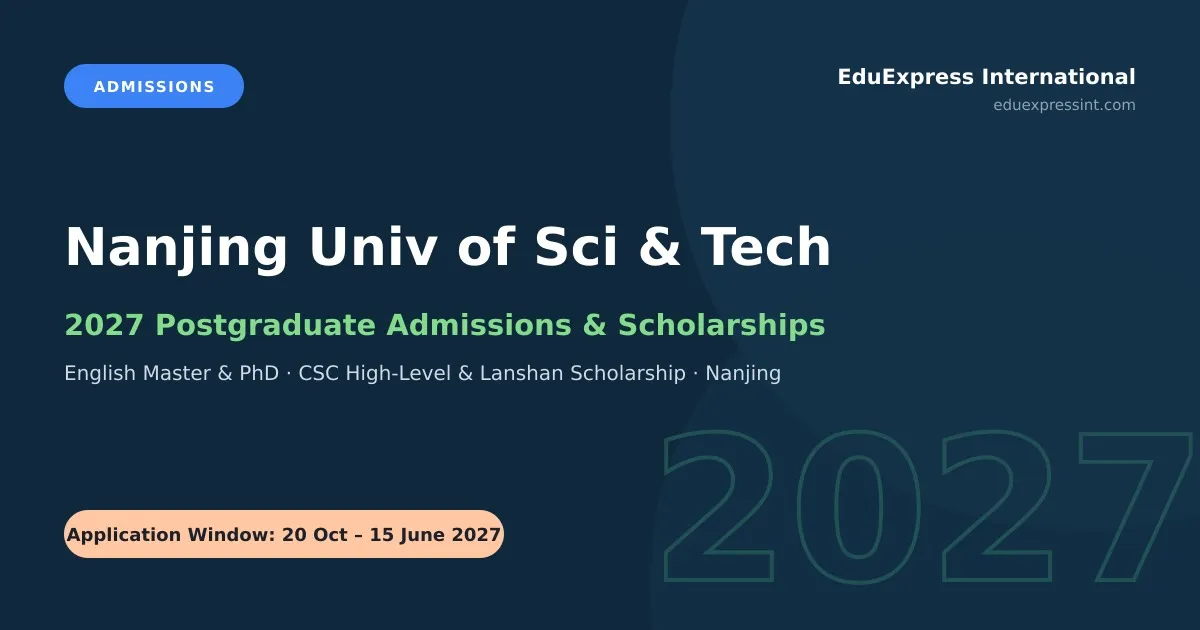 ADMISSIONS
EduExpress International
eduexpressint.com
Nanjing Univ of Sci & Tech
2027 Postgraduate Admissions & Scholarships
English Master & PhD · CSC High-Level & Lanshan Scholarship · Nanjing
2027
Application Window: 20 Oct – 15 June 2027